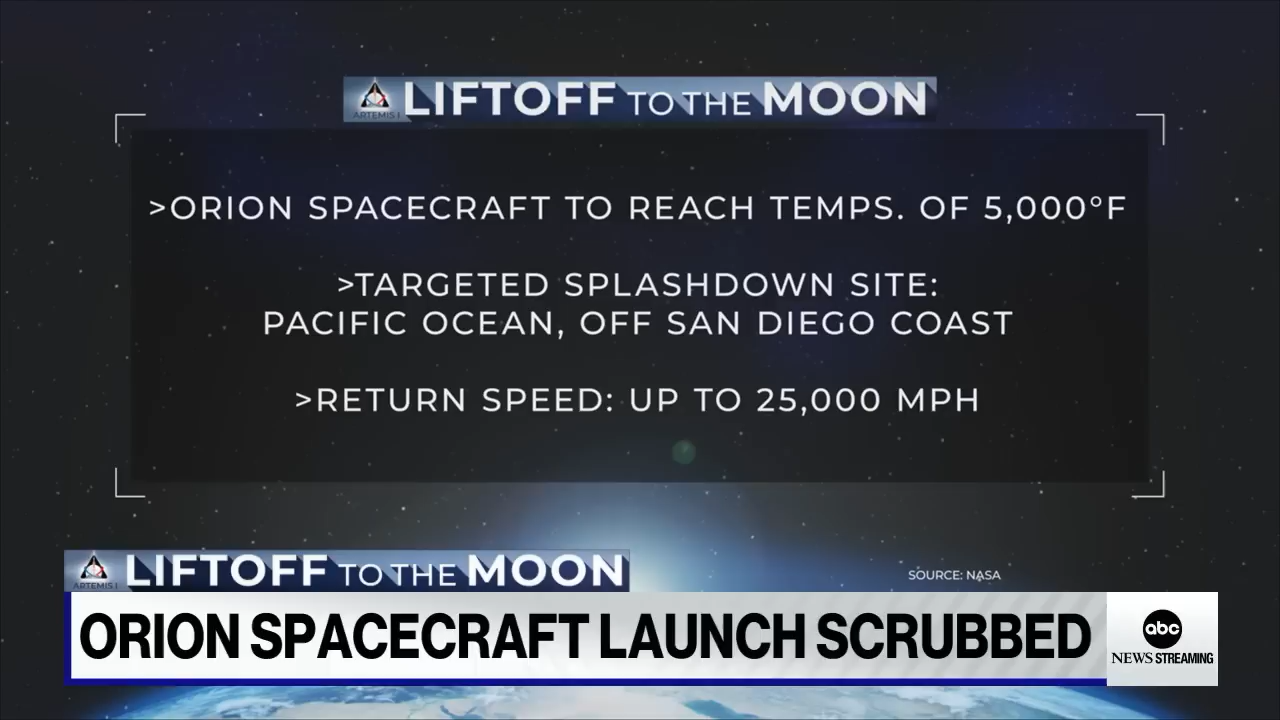 ARTEMIS I
LIFTOFF TO THE MOON
>ORION SPACECRAFT TO REACH TEMPS. OF 5,000°F
>TARGETED SPLASHDOWN SITE:
PACIFIC OCEAN, OFF SAN DIEGO COAST
>RETURN SPEED: UP TO 25,000 MPH
ARTEMIS I
LIFTOFF TO THE MOON
SOURCE: NASA
ORION SPACECRAFT LAUNCH SCRUBBED
abc
NEWS STREAMING